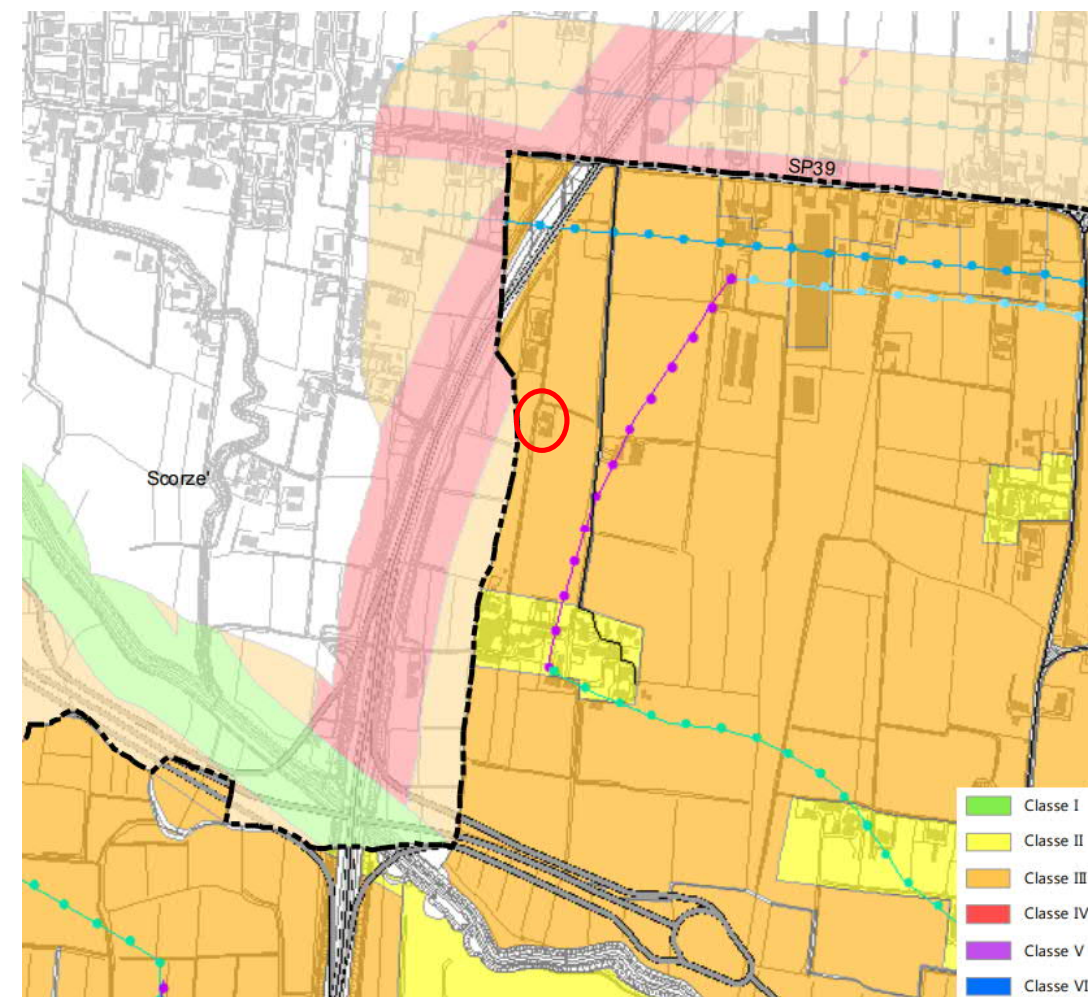 SP39
Scorze'
Classe I
Classe II
Classe III
Classe IV
Classe V
Classe VI